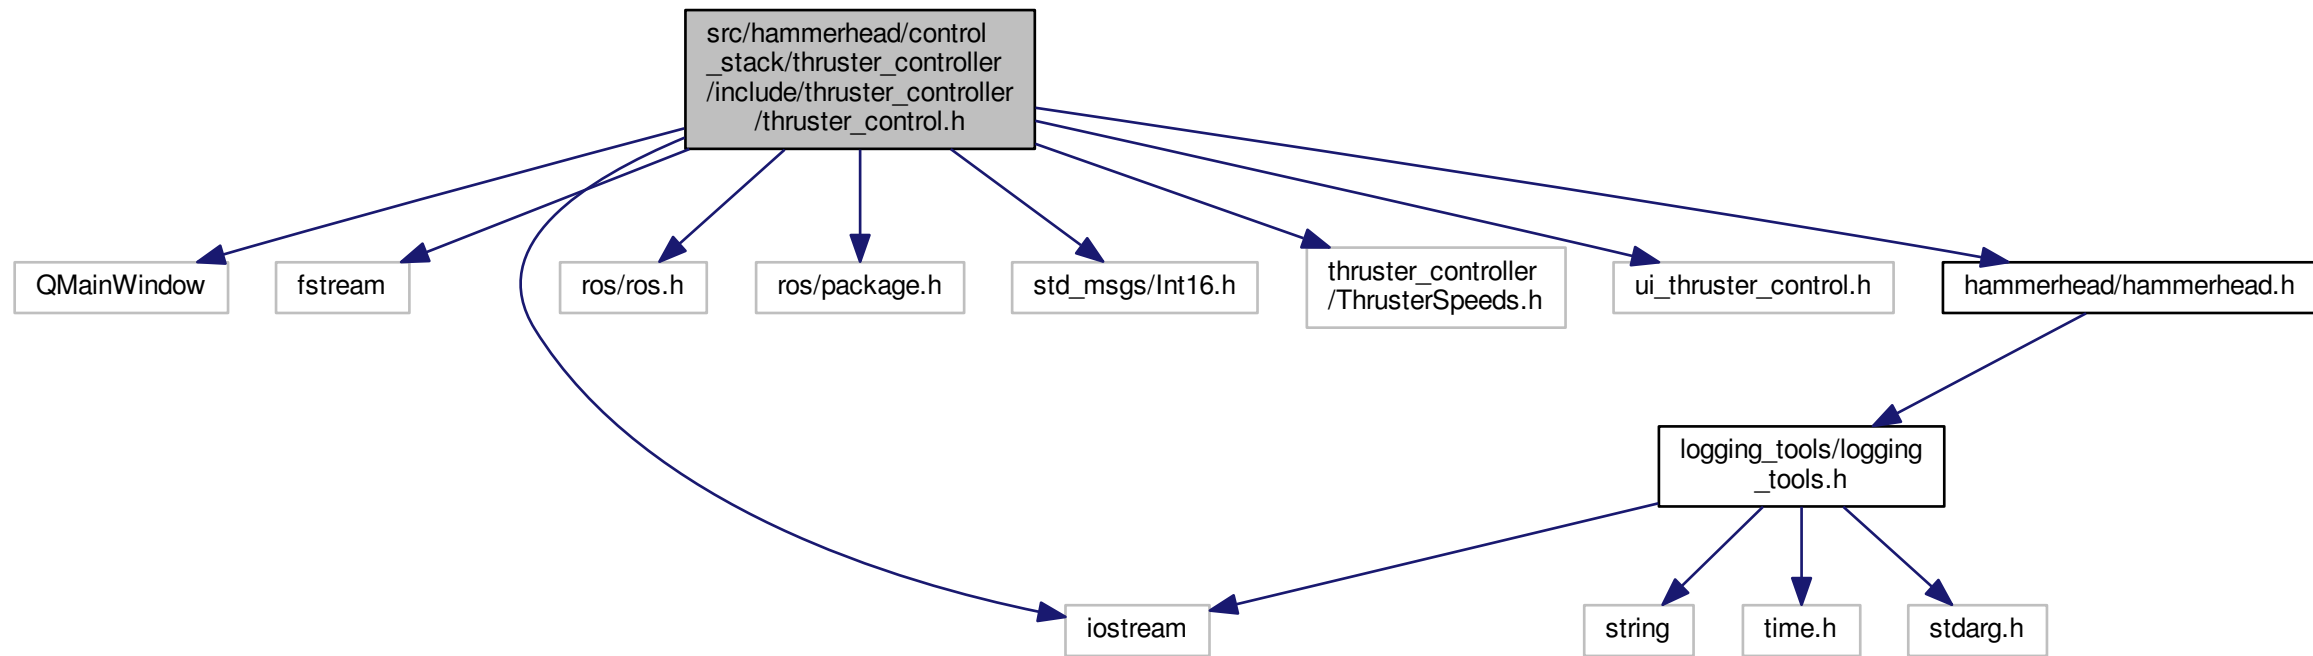 src/hammerhead/control
_stack/thruster_controller
/include/thruster_controller
/thruster_control.h
QMainWindow
fstream
ros/ros.h
ros/package.h
std_msgs/Int16.h
thruster_controller
/ThrusterSpeeds.h
ui_thruster_control.h
hammerhead/hammerhead.h
logging_tools/logging
_tools.h
iostream
string
time.h
stdarg.h